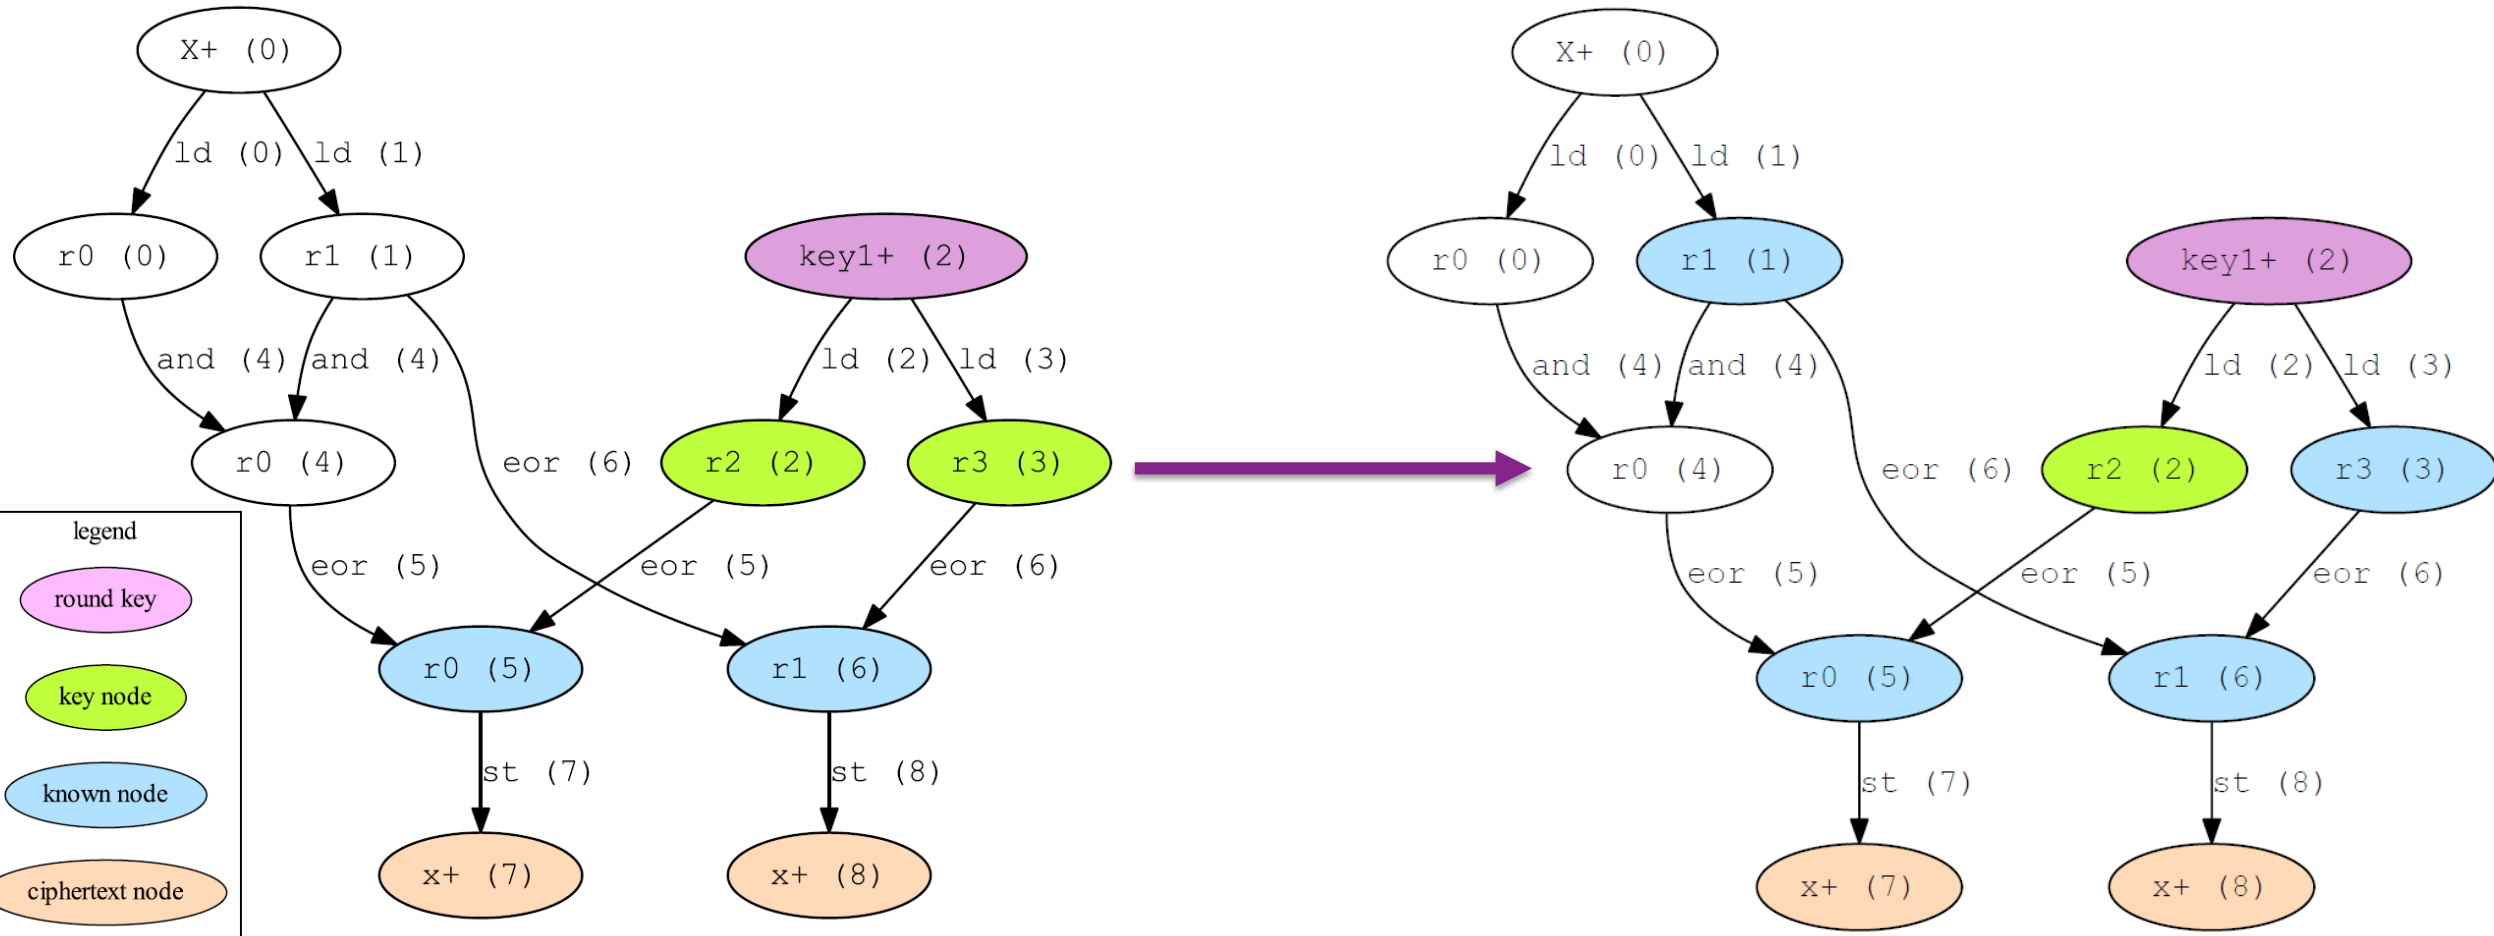 X+ (0)
ld (0)
ld (1)
r0 (0)
r1 (1)
key1+ (2)
and (4)
and (4)
ld (2)
ld (3)
r0 (4)
eor (6)
r2 (2)
r3 (3)
eor (5)
eor (5)
eor (6)
r0 (5)
r1 (6)
st (7)
st (8)
x+ (7)
x+ (8)
legend
round key
key node
known node
ciphertext node
X+ (0)
ld (0)
ld (1)
r0 (0)
r1 (1)
key1+ (2)
and (4)
and (4)
ld (2)
ld (3)
r0 (4)
eor (6)
r2 (2)
r3 (3)
eor (5)
eor (5)
eor (6)
r0 (5)
r1 (6)
st (7)
st (8)
x+ (7)
x+ (8)